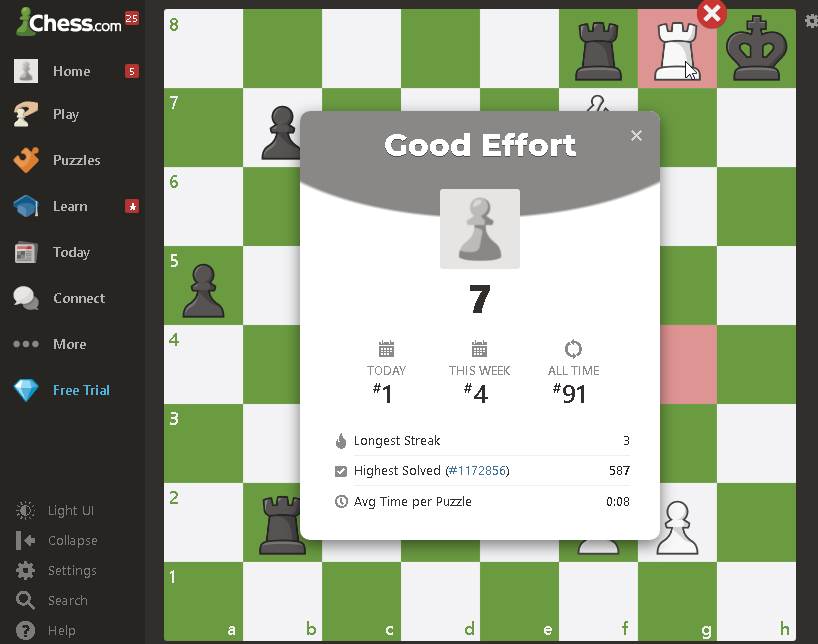 Chess.com 25
Home 5
Play
Puzzles
Learn
Today
Connect
More
Free Trial
Light UI
Collapse
Settings
Search
Help
8
7
6
5
4
3
2
1
a b c d e f g h
Good Effort
×
7
TODAY THIS WEEK ALL TIME
#1 #4 #91
Longest Streak 3
Highest Solved (#1172856) 587
Avg Time per Puzzle 0:08